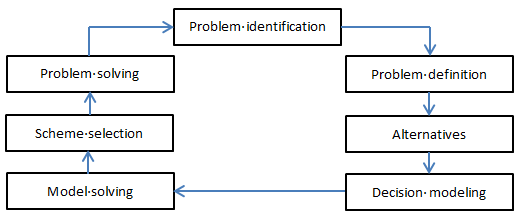 Problem·identification
Problem·solving
Problem·definition
Scheme·selection
Alternatives
Model·solving
Decision·modeling